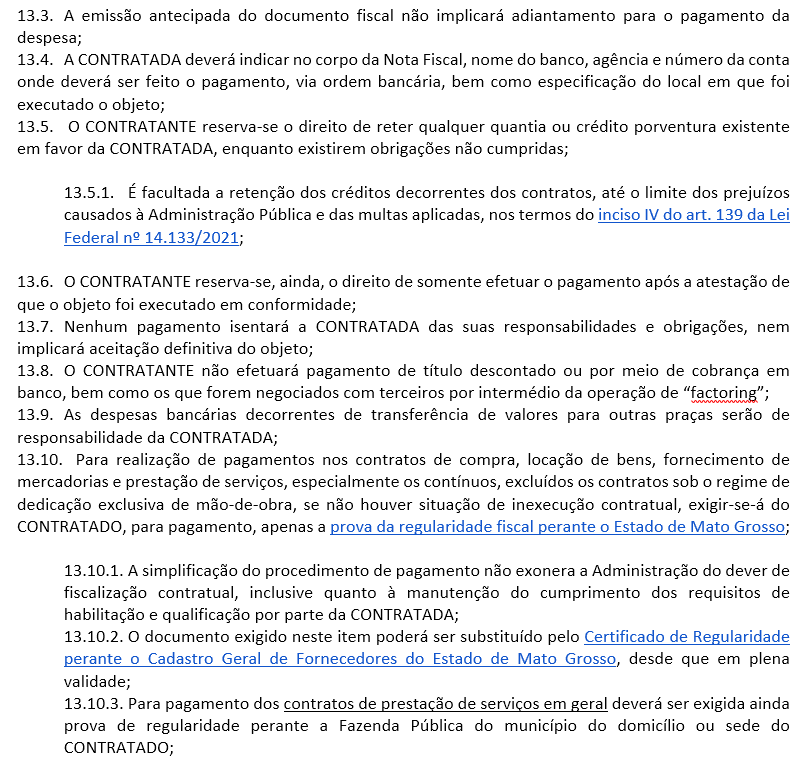 13.3. A emissão antecipada do documento fiscal não implicará adiantamento para o pagamento da
despesa;
13.4. A CONTRATADA deverá indicar no corpo da Nota Fiscal, nome do banco, agência e número da conta
onde deverá ser feito o pagamento, via ordem bancária, bem como especificação do local em que foi
executado o objeto;
13.5. O CONTRATANTE reserva-se o direito de reter qualquer quantia ou crédito porventura existente
em favor da CONTRATADA, enquanto existirem obrigações não cumpridas;
13.5.1. É facultada a retenção dos créditos decorrentes dos contratos, até o limite dos prejuízos
causados à Administração Pública e das multas aplicadas, nos termos do inciso IV do art. 139 da Lei
Federal nº 14.133/2021;
13.6. O CONTRATANTE reserva-se, ainda, o direito de somente efetuar o pagamento após a atestação de
que o objeto foi executado em conformidade;
13.7. Nenhum pagamento isentará a CONTRATADA das suas responsabilidades e obrigações, nem
implicará aceitação definitiva do objeto;
13.8. O CONTRATANTE não efetuará pagamento de título descontado ou por meio de cobrança em
banco, bem como os que forem negociados com terceiros por intermédio da operação de “factoring”;
13.9. As despesas bancárias decorrentes de transferência de valores para outras praças serão de
responsabilidade da CONTRATADA;
13.10. Para realização de pagamentos nos contratos de compra, locação de bens, fornecimento de
mercadorias e prestação de serviços, especialmente os contínuos, excluídos os contratos sob o regime de
dedicação exclusiva de mão-de-obra, se não houver situação de inexecução contratual, exigir-se-á do
CONTRATADO, para pagamento, apenas a prova da regularidade fiscal perante o Estado de Mato Grosso;
13.10.1. A simplificação do procedimento de pagamento não exonera a Administração do dever de
fiscalização contratual, inclusive quanto à manutenção do cumprimento dos requisitos de
habilitação e qualificação por parte da CONTRATADA;
13.10.2. O documento exigido neste item poderá ser substituído pelo Certificado de Regularidade
perante o Cadastro Geral de Fornecedores do Estado de Mato Grosso, desde que em plena
validade;
13.10.3. Para pagamento dos contratos de prestação de serviços em geral deverá ser exigida ainda
prova de regularidade perante a Fazenda Pública do município do domicílio ou sede do
CONTRATADO;